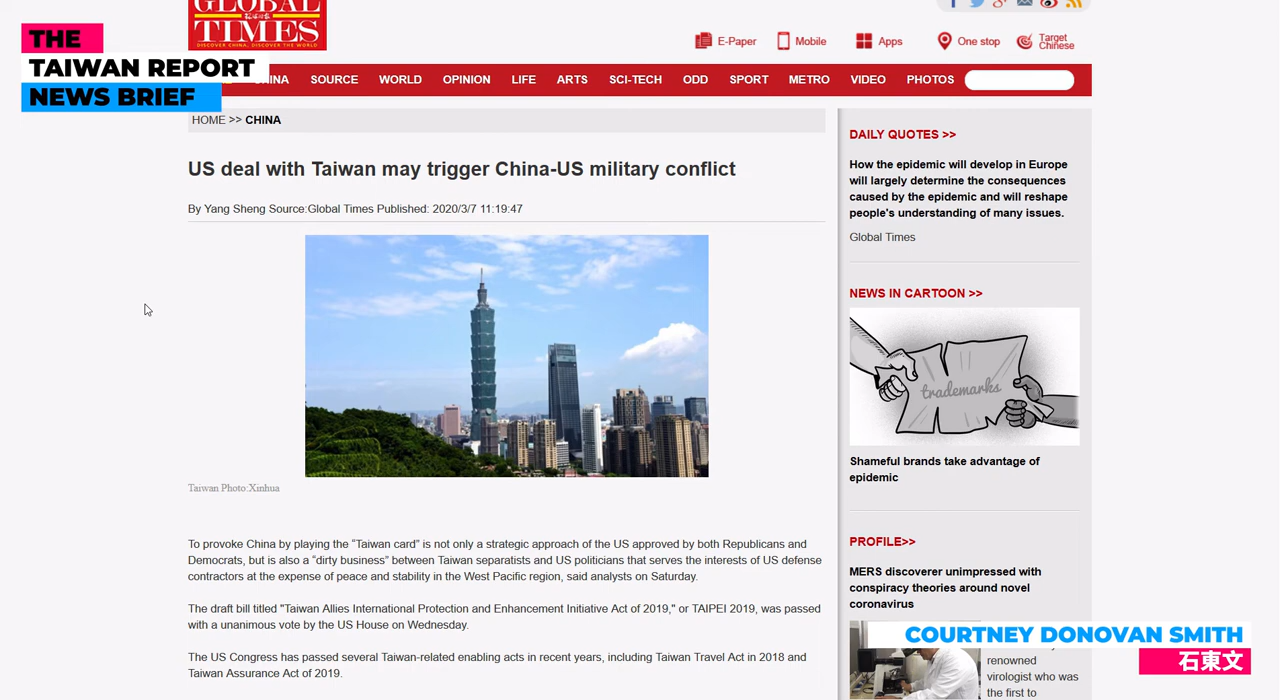 GLOBAL
TIMES
DISCOVER CHINA, DISCOVER THE WORLD
THE
TAIWAN REPORT
NEWS BRIEF
E-Paper
Mobile
Apps
One stop
Target
Chinese
SOURCE
WORLD
OPINION
LIFE
ARTS
SCI-TECH
ODD
SPORT
METRO
VIDEO
PHOTOS
HOME >> CHINA
US deal with Taiwan may trigger China-US military conflict
By Yang Sheng Source:Global Times Published: 2020/3/7 11:19:47
Taiwan Photo:Xinhua
To provoke China by playing the “Taiwan card” is not only a strategic approach of the US approved by both Republicans and
Democrats, but is also a “dirty business” between Taiwan separatists and US politicians that serves the interests of US defense
contractors at the expense of peace and stability in the West Pacific region, said analysts on Saturday.
The draft bill titled "Taiwan Allies International Protection and Enhancement Initiative Act of 2019," or TAIPEI 2019, was passed
with a unanimous vote by the US House on Wednesday.
The US Congress has passed several Taiwan-related enabling acts in recent years, including Taiwan Travel Act in 2018 and
Taiwan Assurance Act of 2019.
DAILY QUOTES >>
How the epidemic will develop in Europe
will largely determine the consequences
caused by the epidemic and will reshape
people's understanding of many issues.
Global Times
NEWS IN CARTOON >>
trademarks
Shameful brands take advantage of
epidemic
PROFILE>>
MERS discoverer unimpressed with
conspiracy theories around novel
coronavirus
renowned
virologist who was
the first to
COURTNEY DONOVAN SMITH
石東文